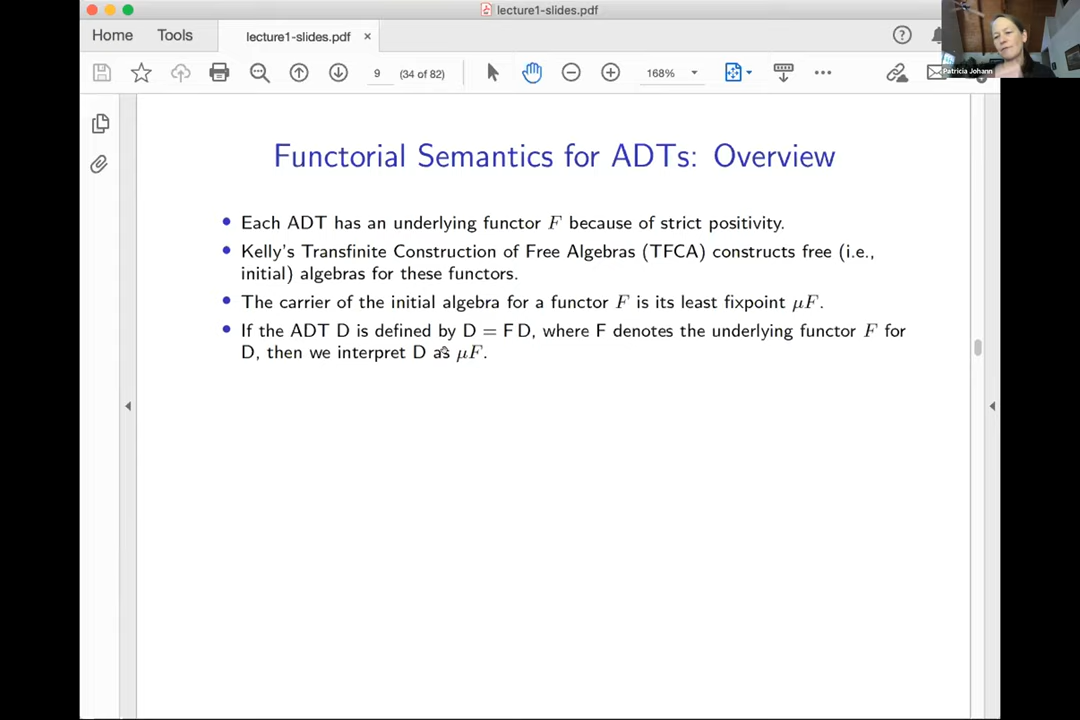 lecture1-slides.pdf
Home Tools lecture1-slides.pdf ×
9 (34 of 82) 168%
Patricia Johann
Functorial Semantics for ADTs: Overview
• Each ADT has an underlying functor F because of strict positivity.
• Kelly's Transfinite Construction of Free Algebras (TFCA) constructs free (i.e.,
initial) algebras for these functors.
• The carrier of the initial algebra for a functor F is its least fixpoint μF.
• If the ADT D is defined by D = F D, where F denotes the underlying functor F for
D, then we interpret D as μF.